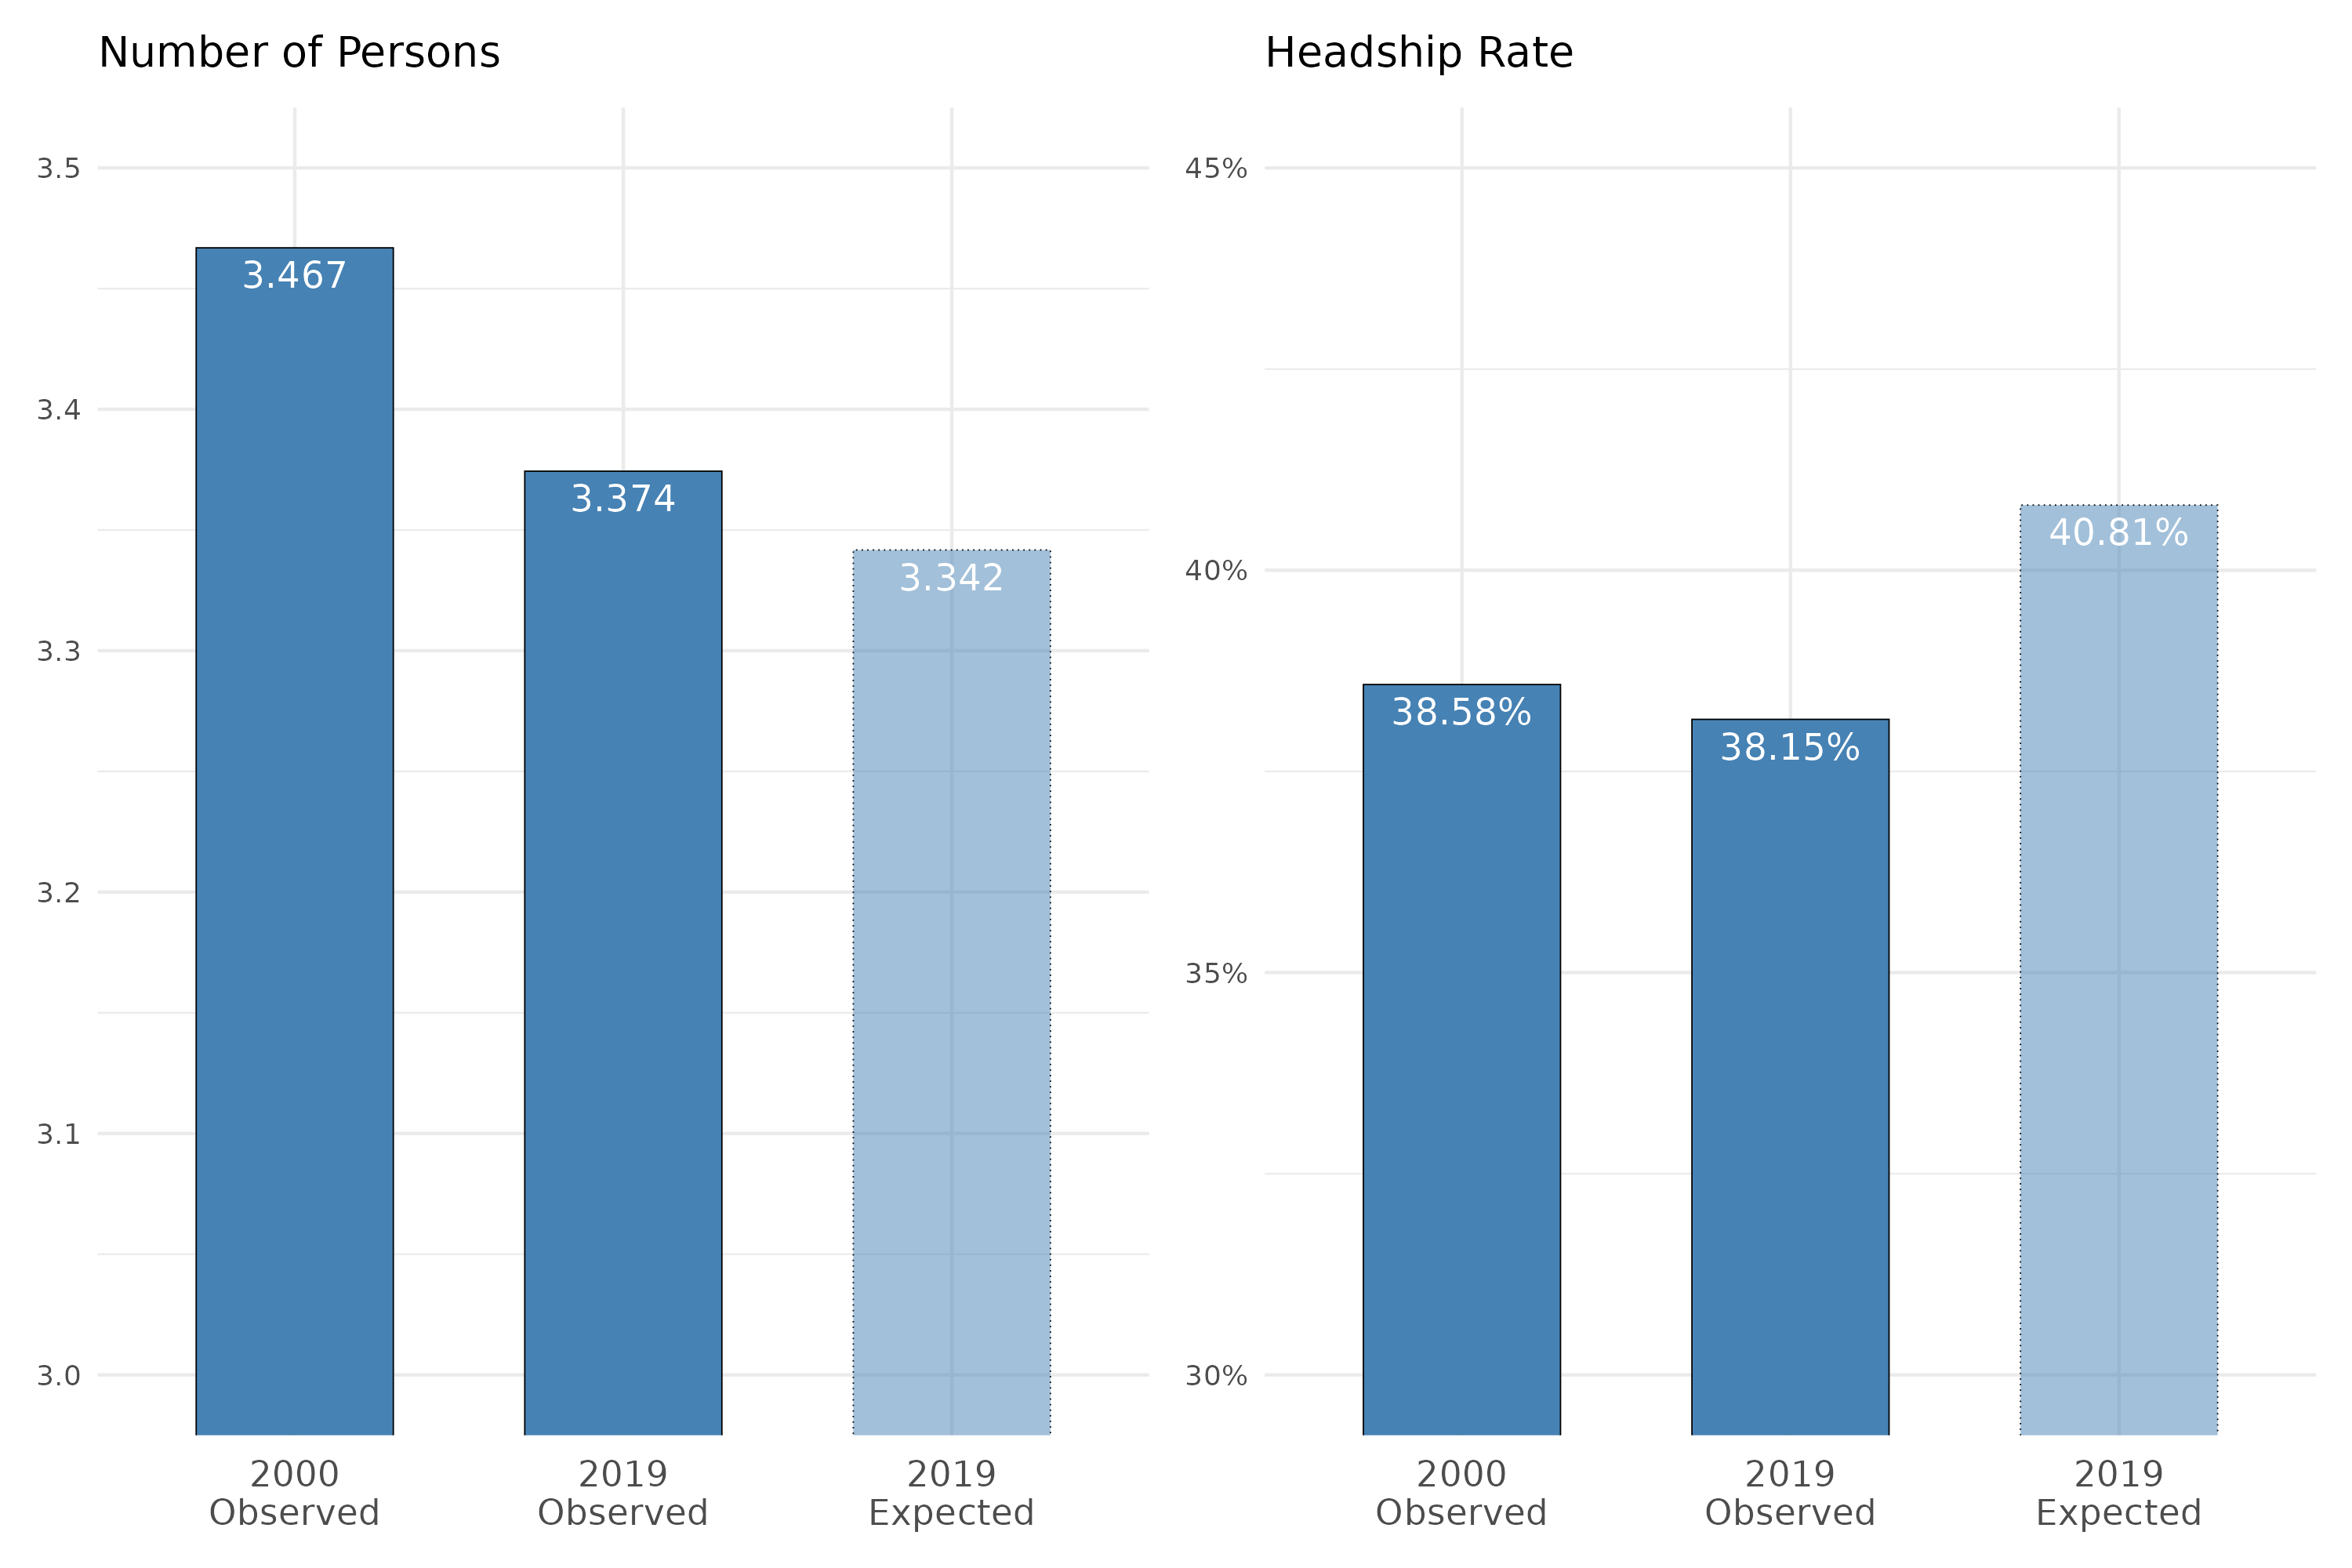 Number of Persons
3.5
3.4
3.3
3.2
3.1
3.0
3.467
3.374
3.342
2000
Observed
2019
Observed
2019
Expected
Headship Rate
45%
40%
35%
30%
38.58%
38.15%
40.81%
2000
Observed
2019
Observed
2019
Expected